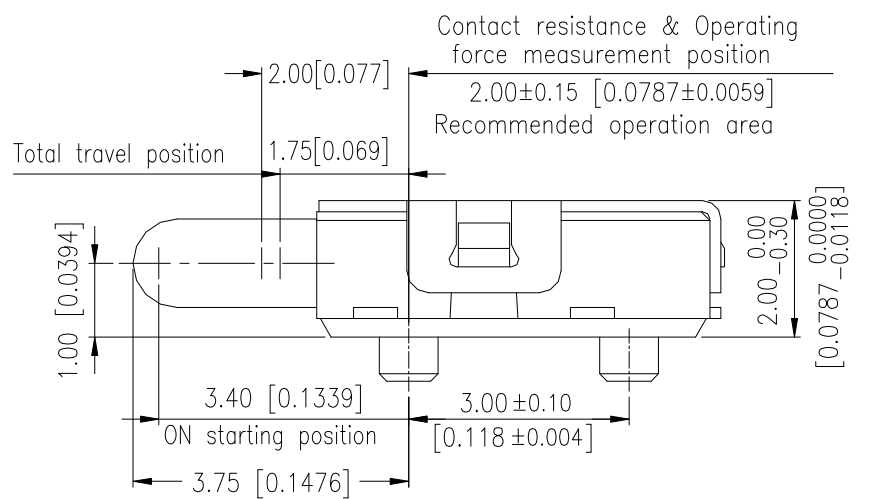 Contact resistance & Operating
force measurement position
2.00[0.077]
2.00±0.15 [0.0787±0.0059]
Recommended operation area
Total travel position
1.75[0.069]
1.00 [0.0394]
2.00 0.00 -0.30
[0.0787 0.0000 -0.0118]
3.40 [0.1339]
ON starting position
3.00±0.10
[0.118±0.004]
3.75 [0.1476]